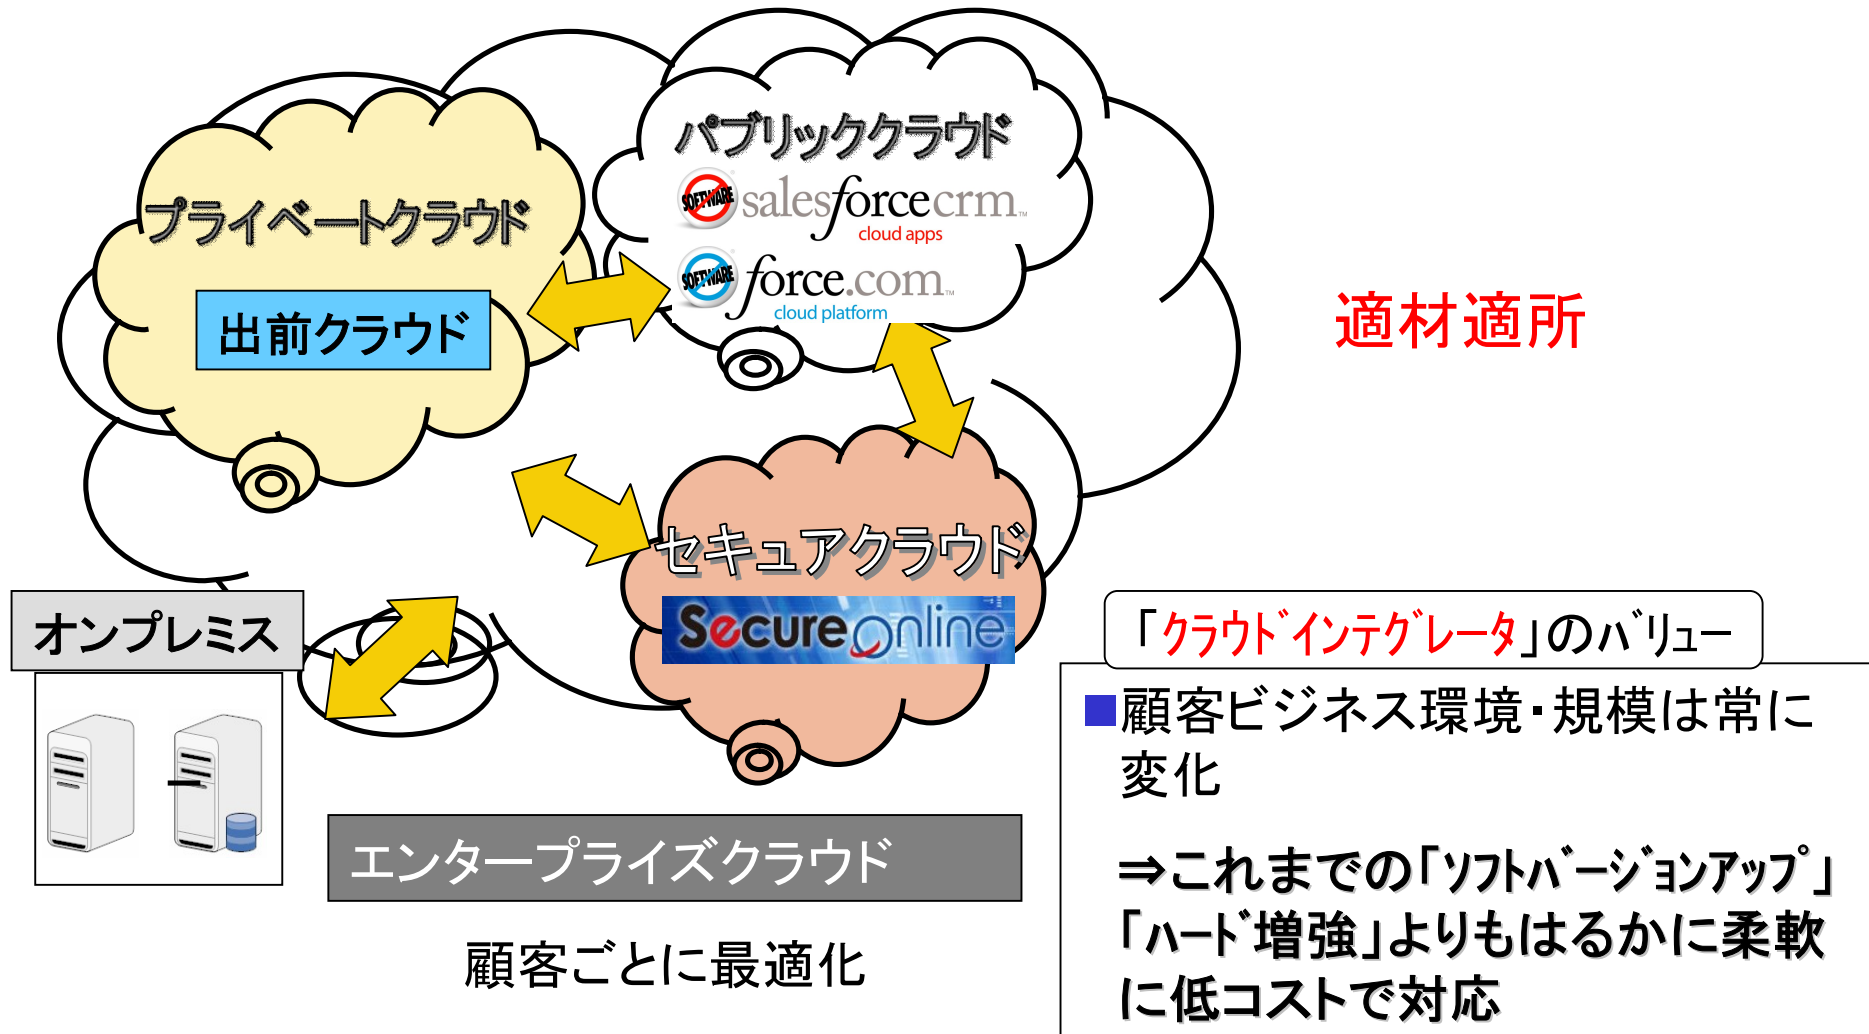 パブリッククラウド
SOFTWARE
salesforcecrm™
cloud apps
SOFTWARE
force.com™
cloud platform
プライベートクラウド
出前クラウド
適材適所
セキュアクラウド
Secureonline
オンプレミス
エンタープライズクラウド
顧客ごとに最適化
「ｸﾗｳﾄﾞｲﾝﾃｸﾞﾚｰﾀ」のﾊﾞﾘｭｰ
■顧客ビジネス環境・規模は常に
変化
⇒これまでの「ｿﾌﾄﾊﾞｰｼﾞｮﾝｱｯﾌﾟ」
「ﾊｰﾄﾞ増強」よりもはるかに柔軟
に低コストで対応